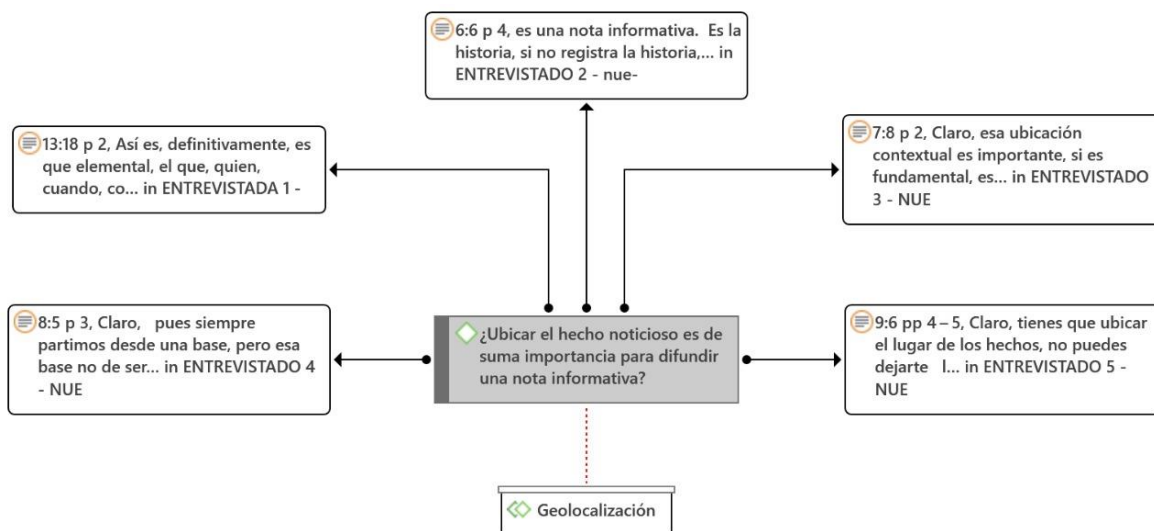 6:6 p 4, es una nota informativa.  Es la
historia, si no registra la historia,... in
ENTREVISTADO 2 - nue-
13:18 p 2, Así es, definitivamente, es
que elemental, el que, quien,
cuando, co... in ENTREVISTADA 1 -
7:8 p 2, Claro, esa ubicación
contextual es importante, si es
fundamental, es... in ENTREVISTADO
3 - NUE
8:5 p 3, Claro,   pues siempre
partimos desde una base, pero esa
base no de ser... in ENTREVISTADO 4
- NUE
¿Ubicar el hecho noticioso es de
suma importancia para difundir
una nota informativa?
9:6 pp 4 – 5, Claro, tienes que ubicar
el lugar de los hechos, no puedes
dejarte   l... in ENTREVISTADO 5 -
NUE
Geolocalización